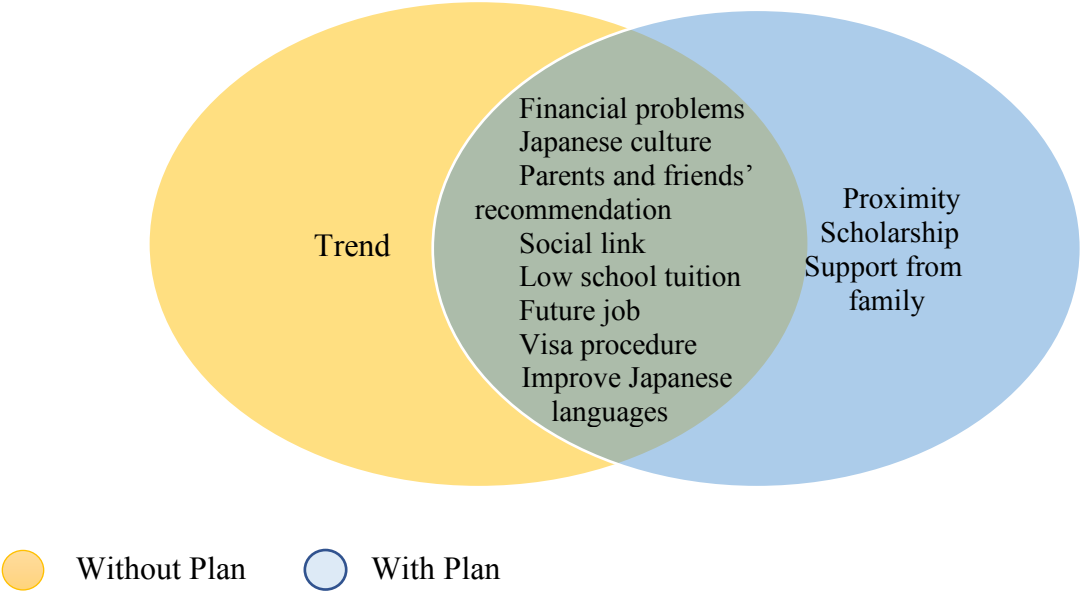 Trend
Financial problems
Japanese culture
Parents and friends’
recommendation
Social link
Low school tuition
Future job
Visa procedure
Improve Japanese
languages
Proximity
Scholarship
Support from
family
Without Plan
With Plan